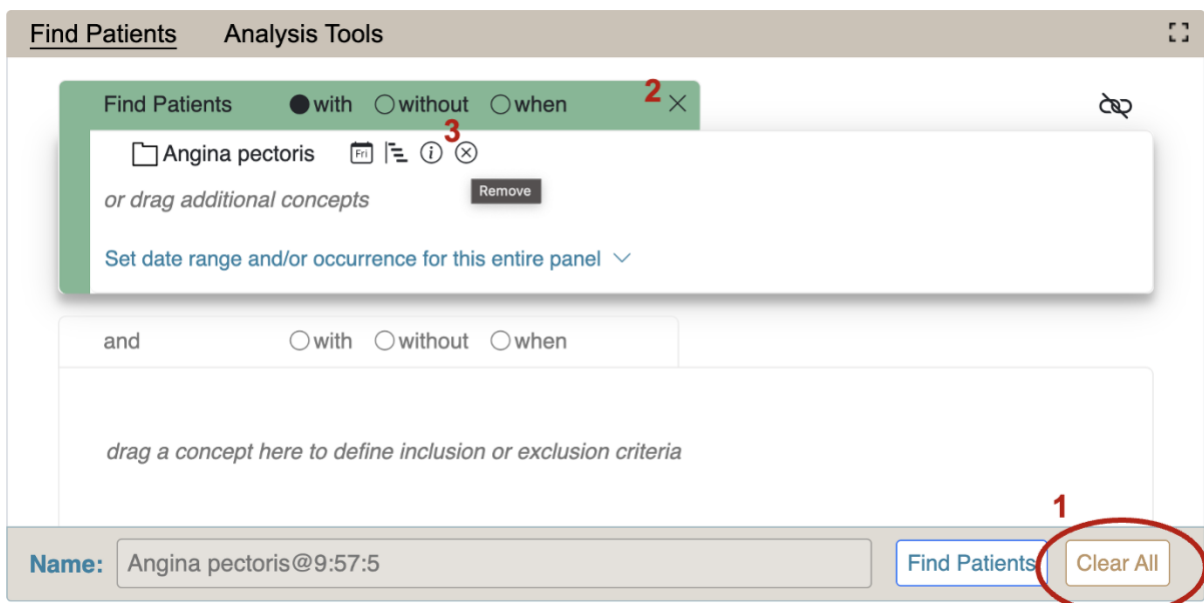 Find Patients Analysis Tools
Find Patients with without when 2
3
Angina pectoris Fri i
Remove
or drag additional concepts
Set date range and/or occurrence for this entire panel
and with without when
drag a concept here to define inclusion or exclusion criteria
1
Name: Angina pectoris@9:57:5 Find Patients Clear All